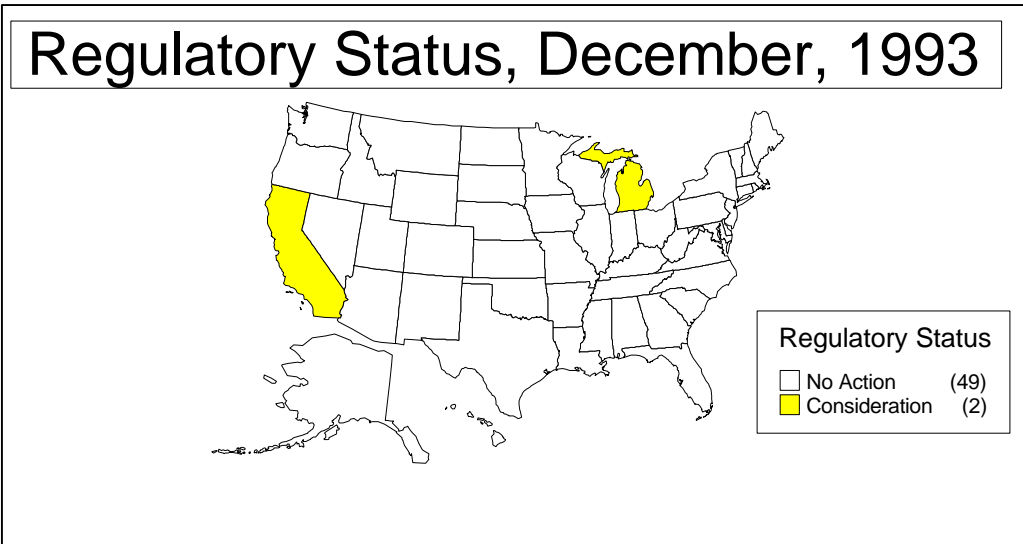 Regulatory Status, December, 1993
Regulatory Status
No Action (49)
Consideration (2)